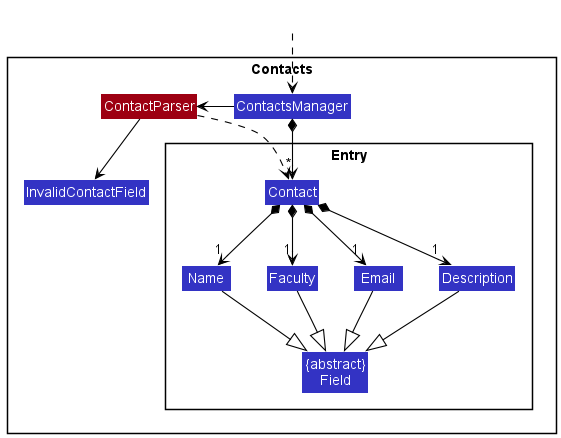 Contacts
ContactParser
ContactsManager
*
Entry
InvalidContactField
Contact
1
1
1
1
Name
Faculty
Email
Description
{abstract}
Field